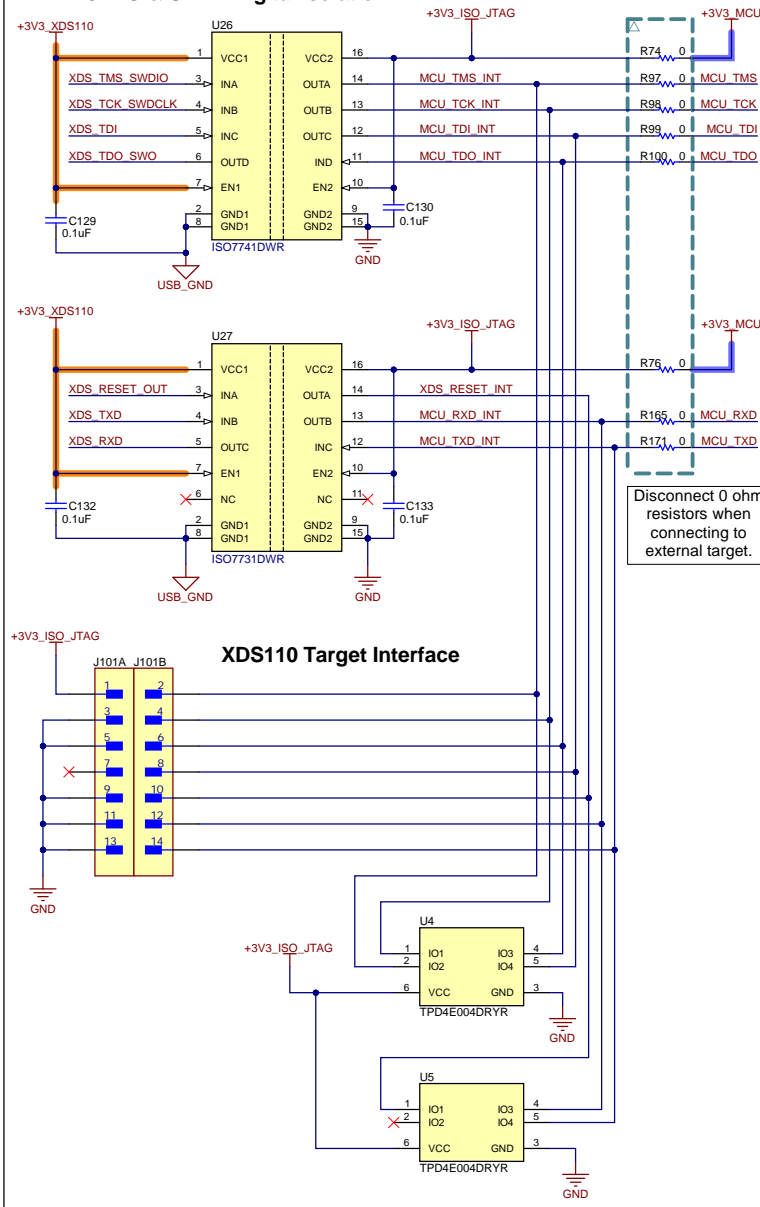 +3V3_XDS110
U26
+3V3_ISO_JTAG
+3V3_MCU
1 VCC1 VCC2 16
R74 0
XDS_TMS_SWDIO 3 INA OUTA 14 MCU_TMS_INT R97 0 MCU_TMS
XDS_TCK_SWDCLK 4 INB OUTB 13 MCU_TCK_INT R98 0 MCU_TCK
XDS_TDI 5 INC OUTC 12 MCU_TDI_INT R99 0 MCU_TDI
XDS_TDO_SWO 6 OUTD IND 11 MCU_TDO_INT R100 0 MCU_TDO
7 EN1 EN2 10
C129
0.1uF
2 GND1 GND2 9
8 GND1 GND2 15
C130
0.1uF
ISO7741DWR
GND
USB_GND
+3V3_XDS110
U27
+3V3_ISO_JTAG
+3V3_MCU
1 VCC1 VCC2 16
R76 0
XDS_RESET_OUT 3 INA OUTA 14 XDS_RESET_INT
XDS_TXD 4 INB OUTB 13 MCU_RXD_INT R165 0 MCU_RXD
XDS_RXD 5 OUTC INC 12 MCU_TXD_INT R171 0 MCU_TXD
7 EN1 EN2 10
6 NC NC 11
C132
0.1uF
2 GND1 GND2 9
8 GND1 GND2 15
C133
0.1uF
ISO7731DWR
GND
USB_GND
Disconnect 0 ohm
resistors when
connecting to
external target.
+3V3_ISO_JTAG
XDS110 Target Interface
J101A J101B
1 2
3 4
5 6
7 8
9 10
11 12
13 14
GND
U4
+3V3_ISO_JTAG
1 IO1 IO3 4
2 IO2 IO4 5
6 VCC GND 3
TPD4E004DRYR
GND
U5
1 IO1 IO3 4
2 IO2 IO4 5
6 VCC GND 3
TPD4E004DRYR
GND